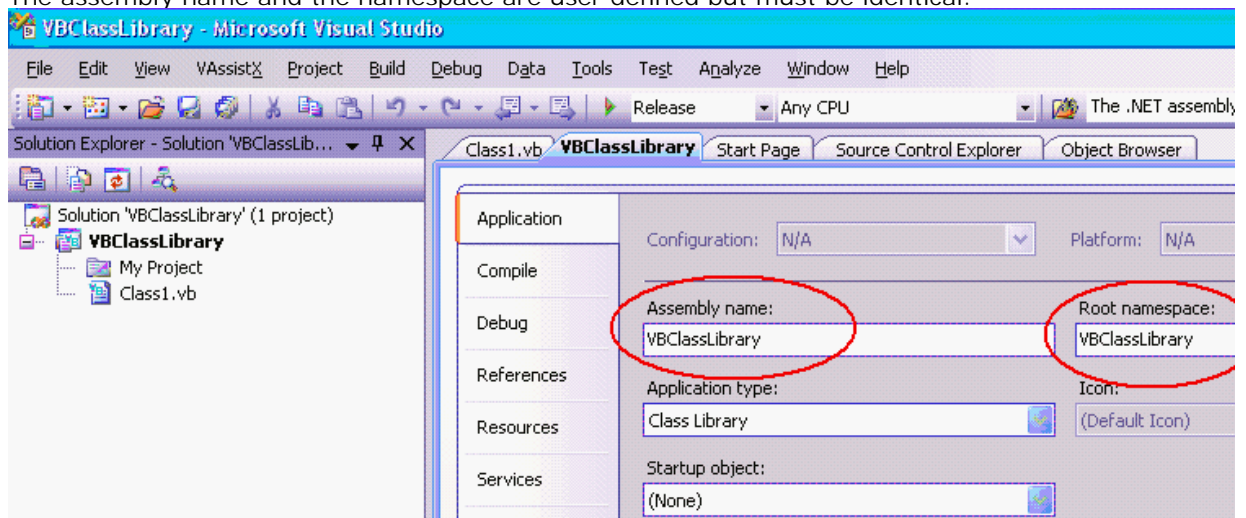 The assembly name and the namespace are user defined but must be identical.
VBClassLibrary - Microsoft Visual Studio
File Edit View VAssistX Project Build Debug Data Tools Test Analyze Window Help
Release Any CPU The .NET assembly
Solution Explorer - Solution 'VBClassLib...
Class1.vb VBClassLibrary Start Page Source Control Explorer Object Browser
Solution 'VBClassLibrary' (1 project)
VBClassLibrary
My Project
Class1.vb
Application
Compile
Debug
References
Resources
Services
Configuration: N/A Platform: N/A
Assembly name: Root namespace:
VBClassLibrary VBClassLibrary
Application type: Icon:
Class Library (Default Icon)
Startup object:
(None)